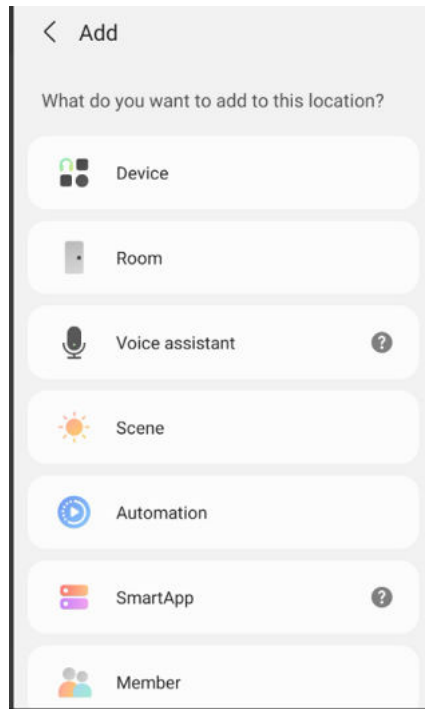 Add
What do you want to add to this location?
Device
Room
Voice assistant
?
Scene
Automation
SmartApp
?
Member